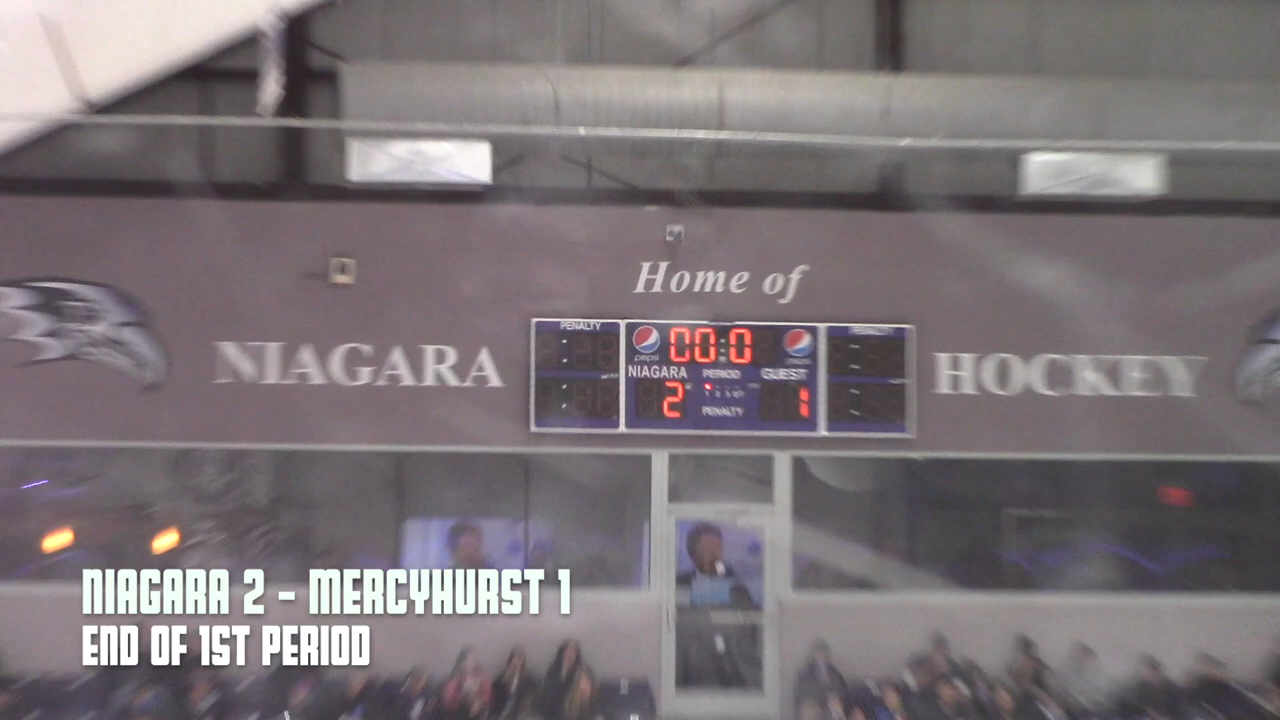 Home of
NIAGARA
HOCKEY
PENALTY
PENALTY
pepsi
00:0
NIAGARA PERIOD GUEST
2 1
PENALTY
NIAGARA 2 - MERCYHURST 1
END OF 1ST PERIOD